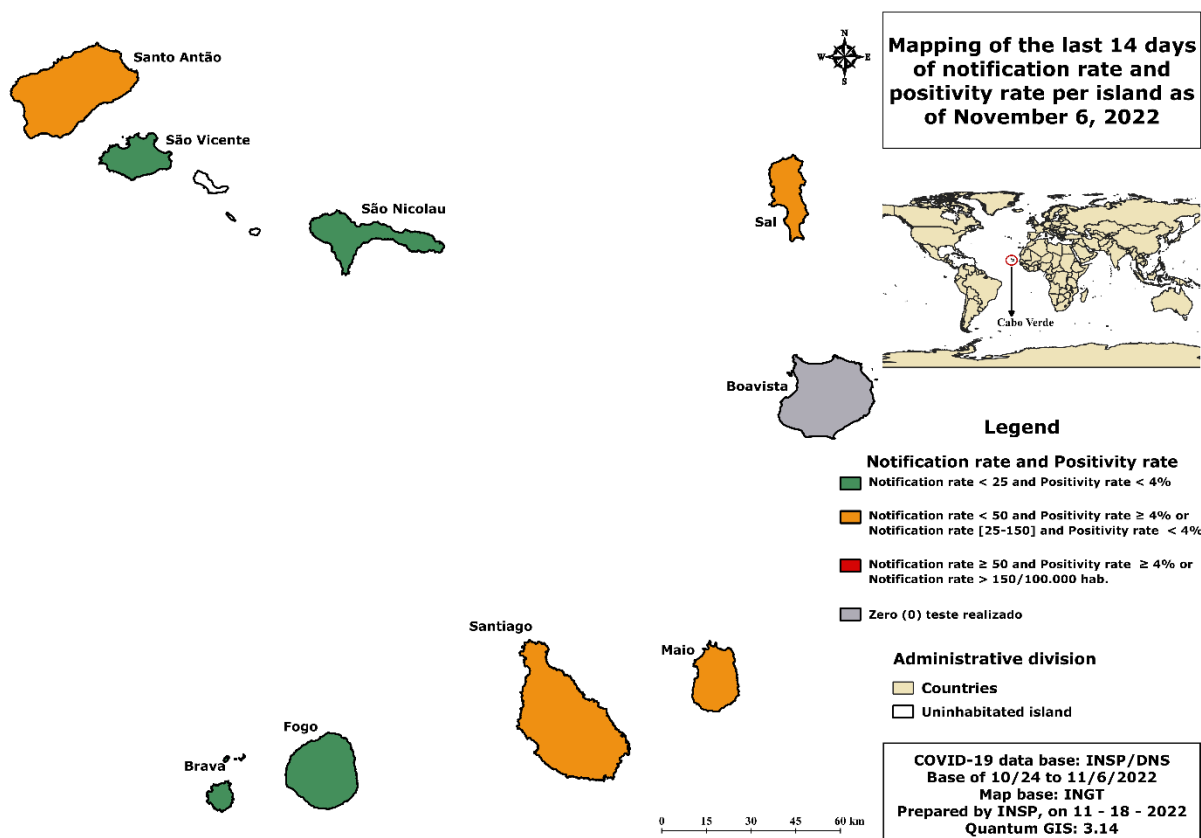 Mapping of the last 14 days
of notification rate and
positivity rate per island as
of November 6, 2022
N
W
E
S
Santo Antão
São Vicente
São Nicolau
Sal
Boavista
Cabo Verde
Legend
Notification rate and Positivity rate
Notification rate < 25 and Positivity rate < 4%
Notification rate < 50 and Positivity rate ≥ 4% or
Notification rate [25-150] and Positivity rate < 4%
Notification rate ≥ 50 and Positivity rate ≥ 4% or
Notification rate > 150/100.000 hab.
Zero (0) teste realizado
Administrative division
Countries
Uninhabitated island
Santiago
Maio
Fogo
Brava
0 15 30 45 60 km
COVID-19 data base: INSP/DNS
Base of 10/24 to 11/6/2022
Map base: INGT
Prepared by INSP, on 11 - 18 - 2022
Quantum GIS: 3.14